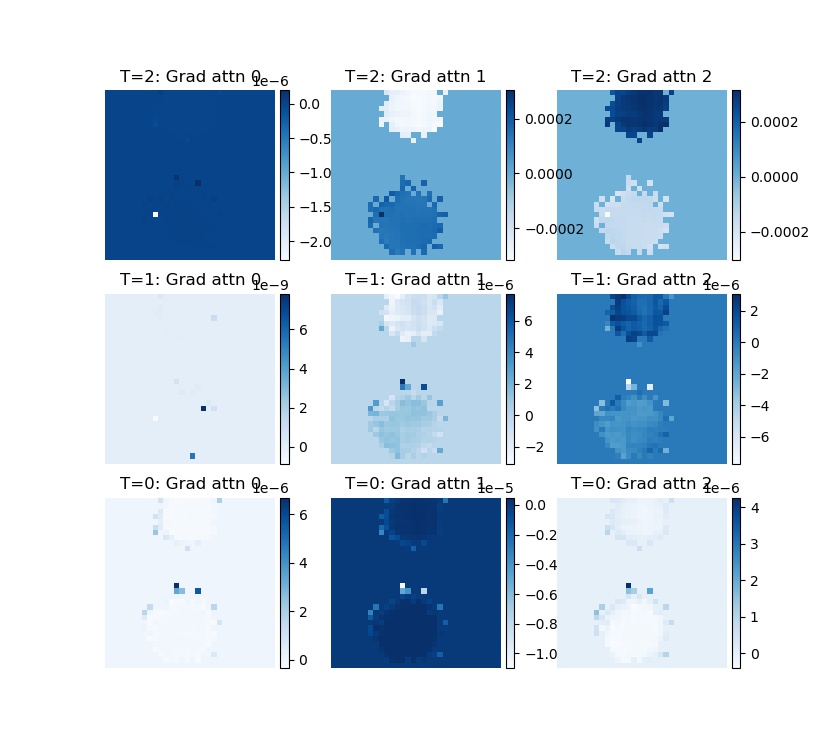 T=2: Grad attn 0
1e−6
T=2: Grad attn 1
T=2: Grad attn 2
0.0
−0.5
−1.0
−1.5
−2.0
0.0002
0.0000
−0.0002
0.0002
0.0000
−0.0002
T=1: Grad attn 0
1e−9
T=1: Grad attn 1
1e−6
T=1: Grad attn 2
1e−6
6
4
2
0
6
4
2
0
−2
2
0
−2
−4
−6
T=0: Grad attn 0
1e−6
T=0: Grad attn 1
1e−5
T=0: Grad attn 2
1e−6
6
4
2
0
0.0
−0.2
−0.4
−0.6
−0.8
−1.0
4
3
2
1
0